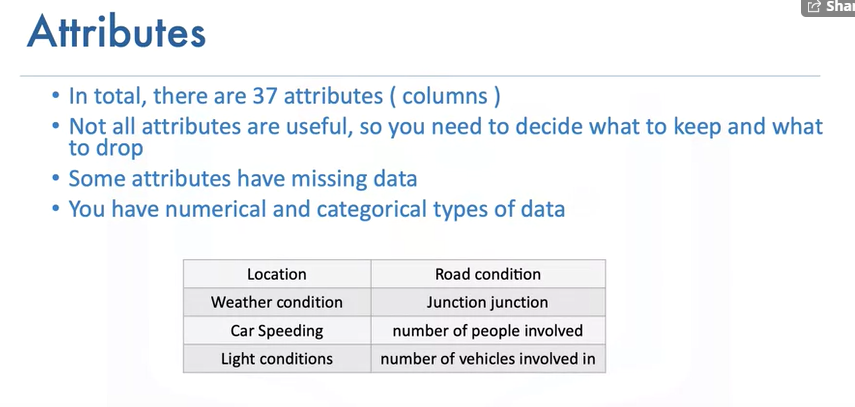 Shar
Attributes
• In total, there are 37 attributes ( columns )
• Not all attributes are useful, so you need to decide what to keep and what
to drop
• Some attributes have missing data
• You have numerical and categorical types of data
Location Road condition
Weather condition Junction junction
Car Speeding number of people involved
Light conditions number of vehicles involved in